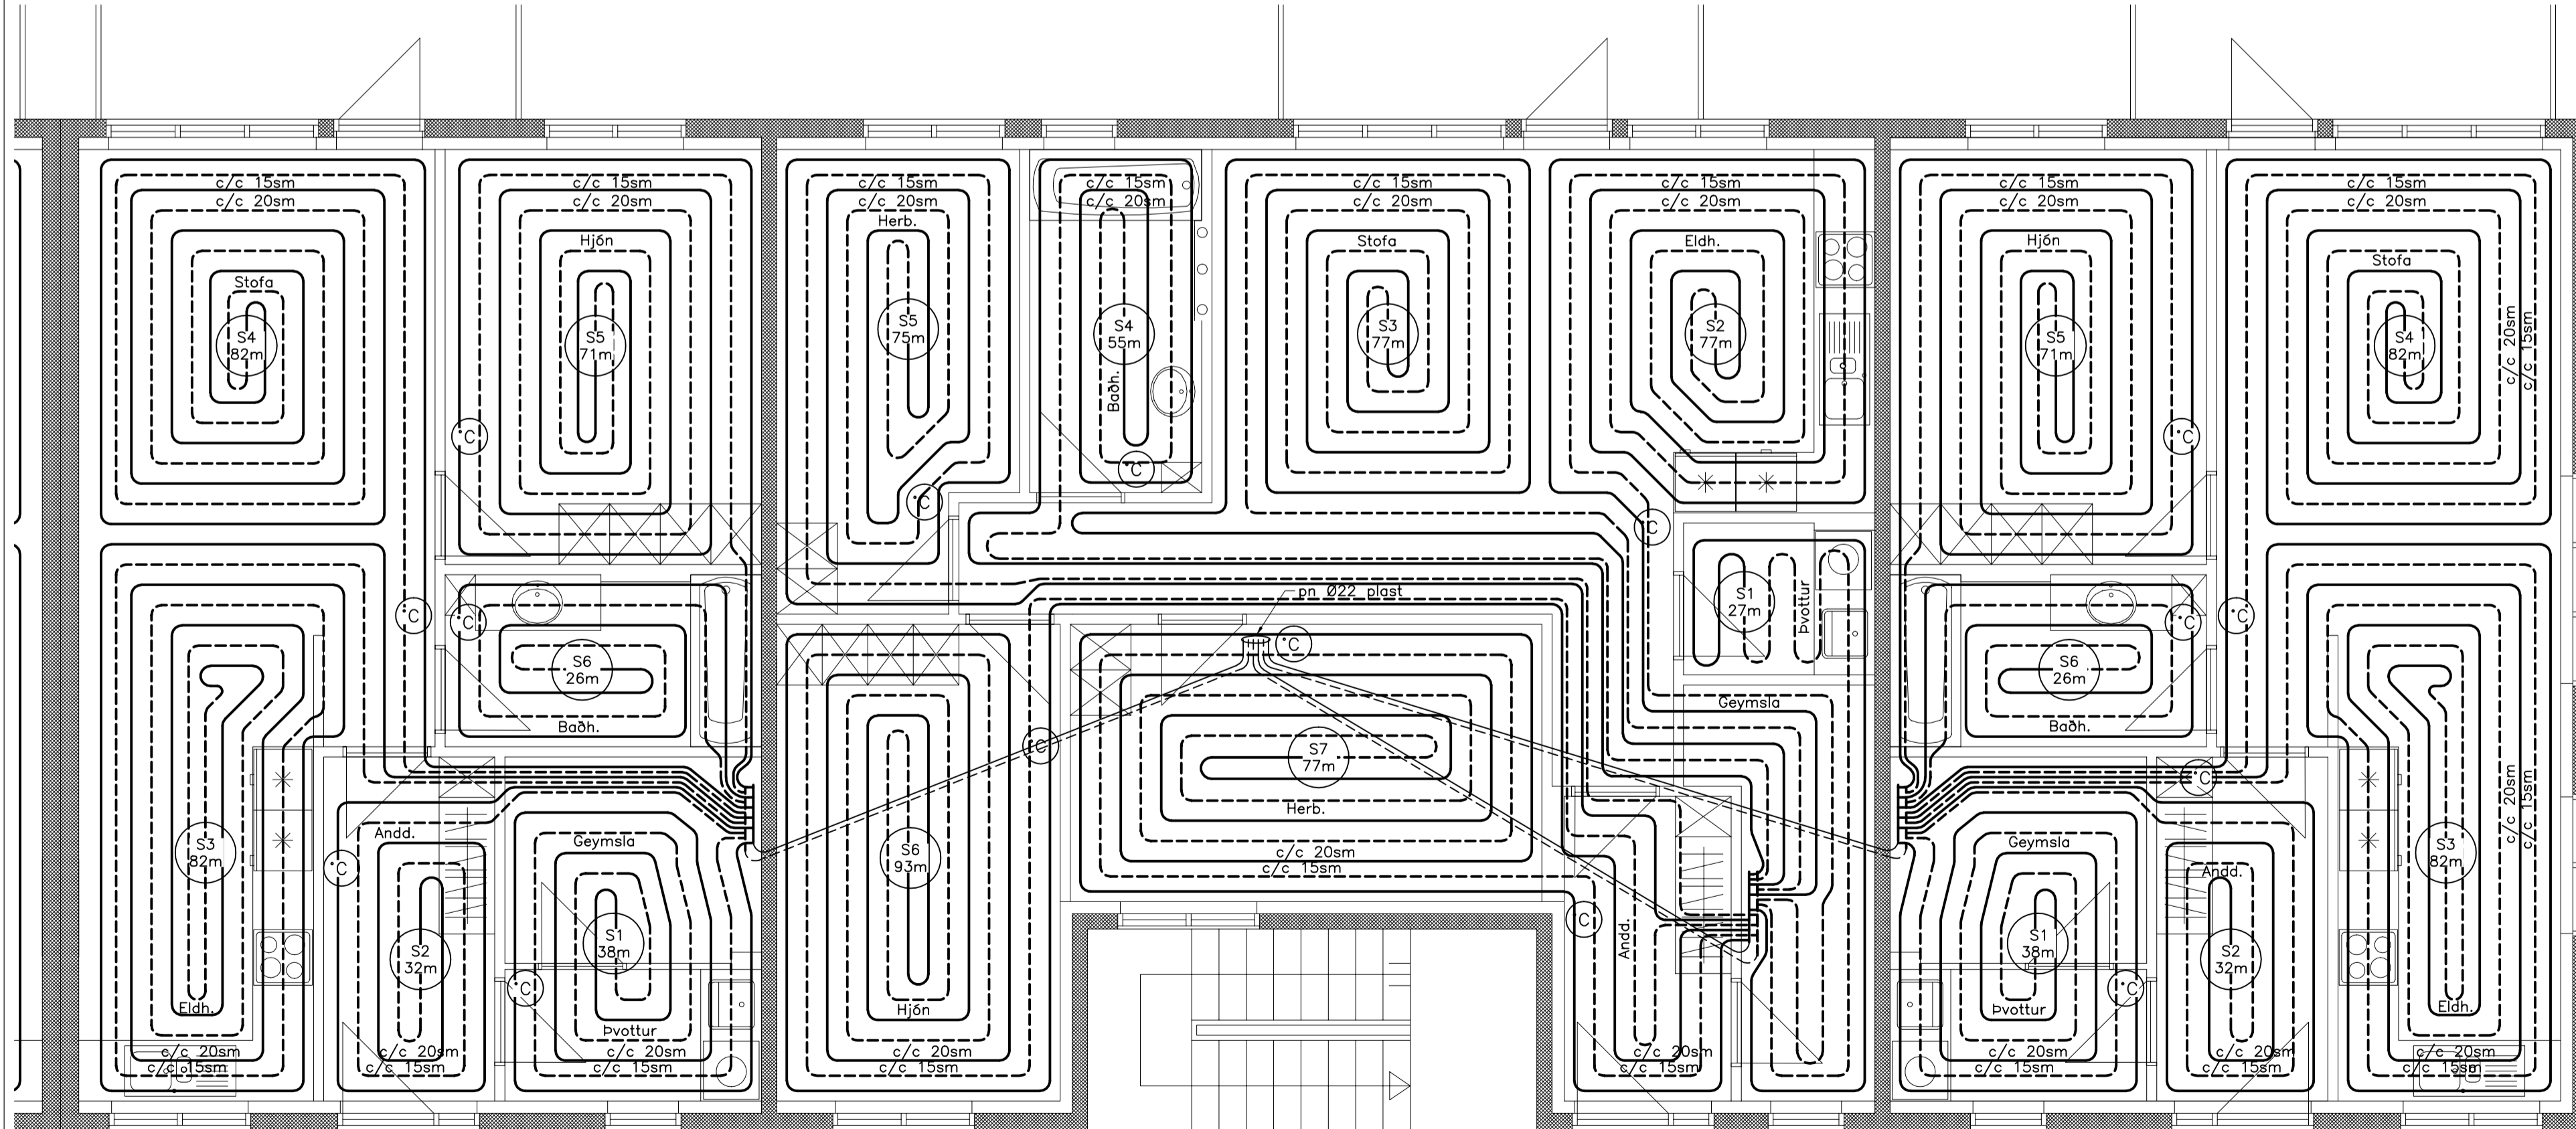 c/c 15sm
c/c 20sm
Stofa
S4
82m
c/c 15sm
c/c 20sm
Hjón
S5
71m
°C
c/c 15sm
c/c 20sm
Herb.
S5
75m
°C
c/c 15sm
c/c 20sm
S4
55m
Baðh.
°C
c/c 15sm
c/c 20sm
Stofa
S3
77m
c/c 15sm
c/c 20sm
Eldh.
S2
77m
°C
c/c 15sm
c/c 20sm
Hjón
S5
71m
°C
c/c 15sm
c/c 20sm
Stofa
S4
82m
c/c 20sm
c/c 15sm
°C
°C
S6
26m
Baðh.
pn Ø22 plast
°C
S1
27m
Þvottur
Geymsla
S6
26m
Baðh.
°C
°C
S3
82m
Eldh.
c/c 20sm
c/c 15sm
°C
Andd.
S2
32m
c/c 20sm
c/c 15sm
Geymsla
S1
38m
°C
Þvottur
c/c 20sm
c/c 15sm
°C
S6
93m
Hjón
c/c 20sm
c/c 15sm
S7
77m
Herb.
c/c 20sm
c/c 15sm
°C
Andd.
c/c 20sm
c/c 15sm
Geymsla
S1
38m
°C
Þvottur
c/c 20sm
c/c 15sm
°C
Andd.
S2
32m
c/c 20sm
c/c 15sm
S3
82m
c/c 20sm
c/c 15sm
Eldh.
c/c 20sm
c/c 15sm